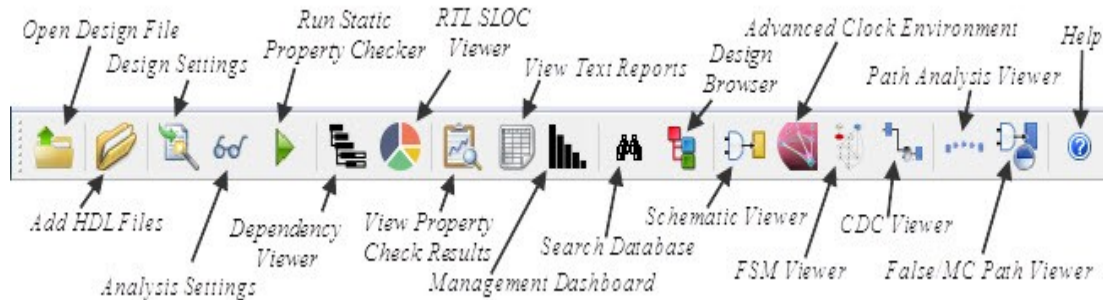 Open Design File
Design Settings
Run Static
Property Checker
RTL SLOC
Viewer
View Text Reports
Design
Browser
Advanced Clock Environment
Path Analysis Viewer
Help
Add HDL Files
Analysis Settings
Dependency
Viewer
View Property
Check Results
Management Dashboard
Search Database
Schematic Viewer
FSM Viewer
CDC Viewer
False/MC Path Viewer